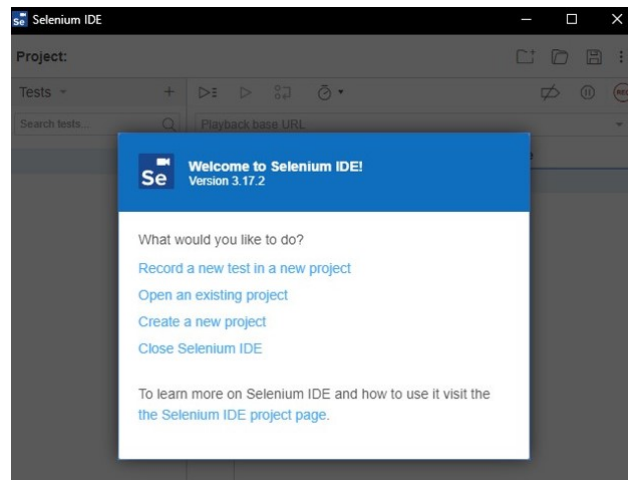 Se Selenium IDE
Project:
Tests
Search tests...
Playback base URL
REC
Se
Welcome to Selenium IDE!
Version 3.17.2
What would you like to do?
Record a new test in a new project
Open an existing project
Create a new project
Close Selenium IDE
To learn more on Selenium IDE and how to use it visit the
the Selenium IDE project page.